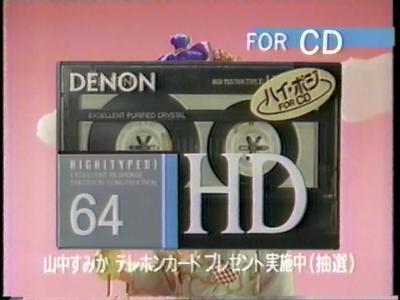 FOR CD
DENON
HIGH POSITION (TYPE II)
ハイ・ポジ
FOR CD
EXCELLENT PURIFIED CRYSTAL
HIGH[TYPE II]
EXCELLENT RESPONSE
PRECISION CONSTRUCTION
64
HD
山中すみか テレホンカード プレゼント実施中(抽選)